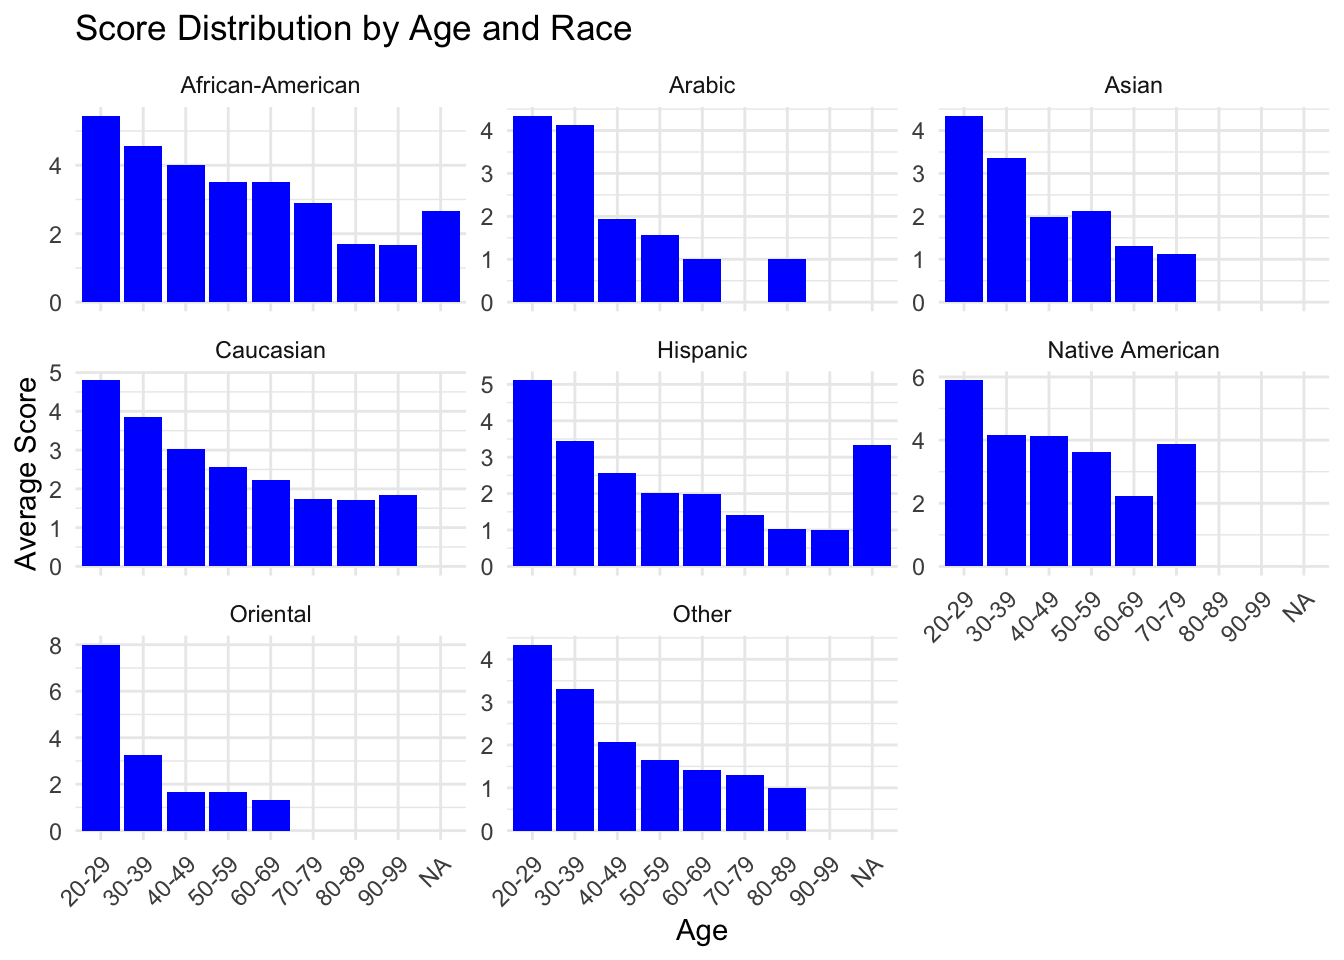 Score Distribution by Age and Race
African-American
Arabic
Asian
4
2
0
4
3
2
1
0
4
3
2
1
0
Caucasian
Hispanic
Native American
5
4
3
2
1
0
5
4
3
2
1
0
6
4
2
0
20-29 30-39 40-49 50-59 60-69 70-79 80-89 90-99 NA
Average Score
Oriental
Other
8
6
4
2
0
4
3
2
1
0
20-29 30-39 40-49 50-59 60-69 70-79 80-89 90-99 NA
20-29 30-39 40-49 50-59 60-69 70-79 80-89 90-99 NA
Age